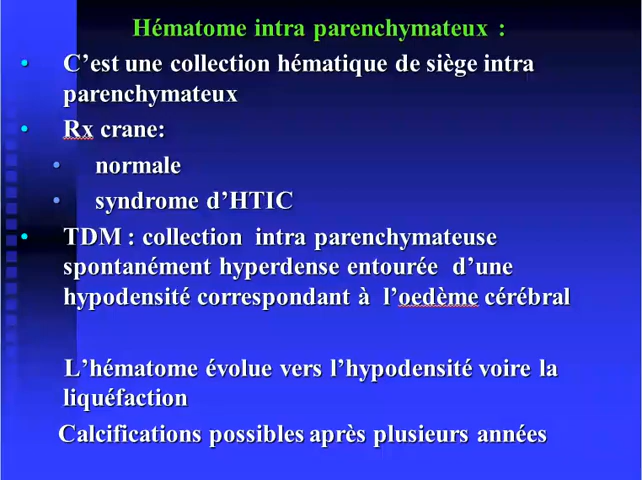 Hématome intra parenchymateux :
• C’est une collection hématique de siège intra
parenchymateux
• Rx crane:
• normale
• syndrome d’HTIC
• TDM : collection intra parenchymateuse
spontanément hyperdense entourée d’une
hypodensité correspondant à l’oedème cérébral
L’hématome évolue vers l’hypodensité voire la
liquéfaction
Calcifications possibles après plusieurs années